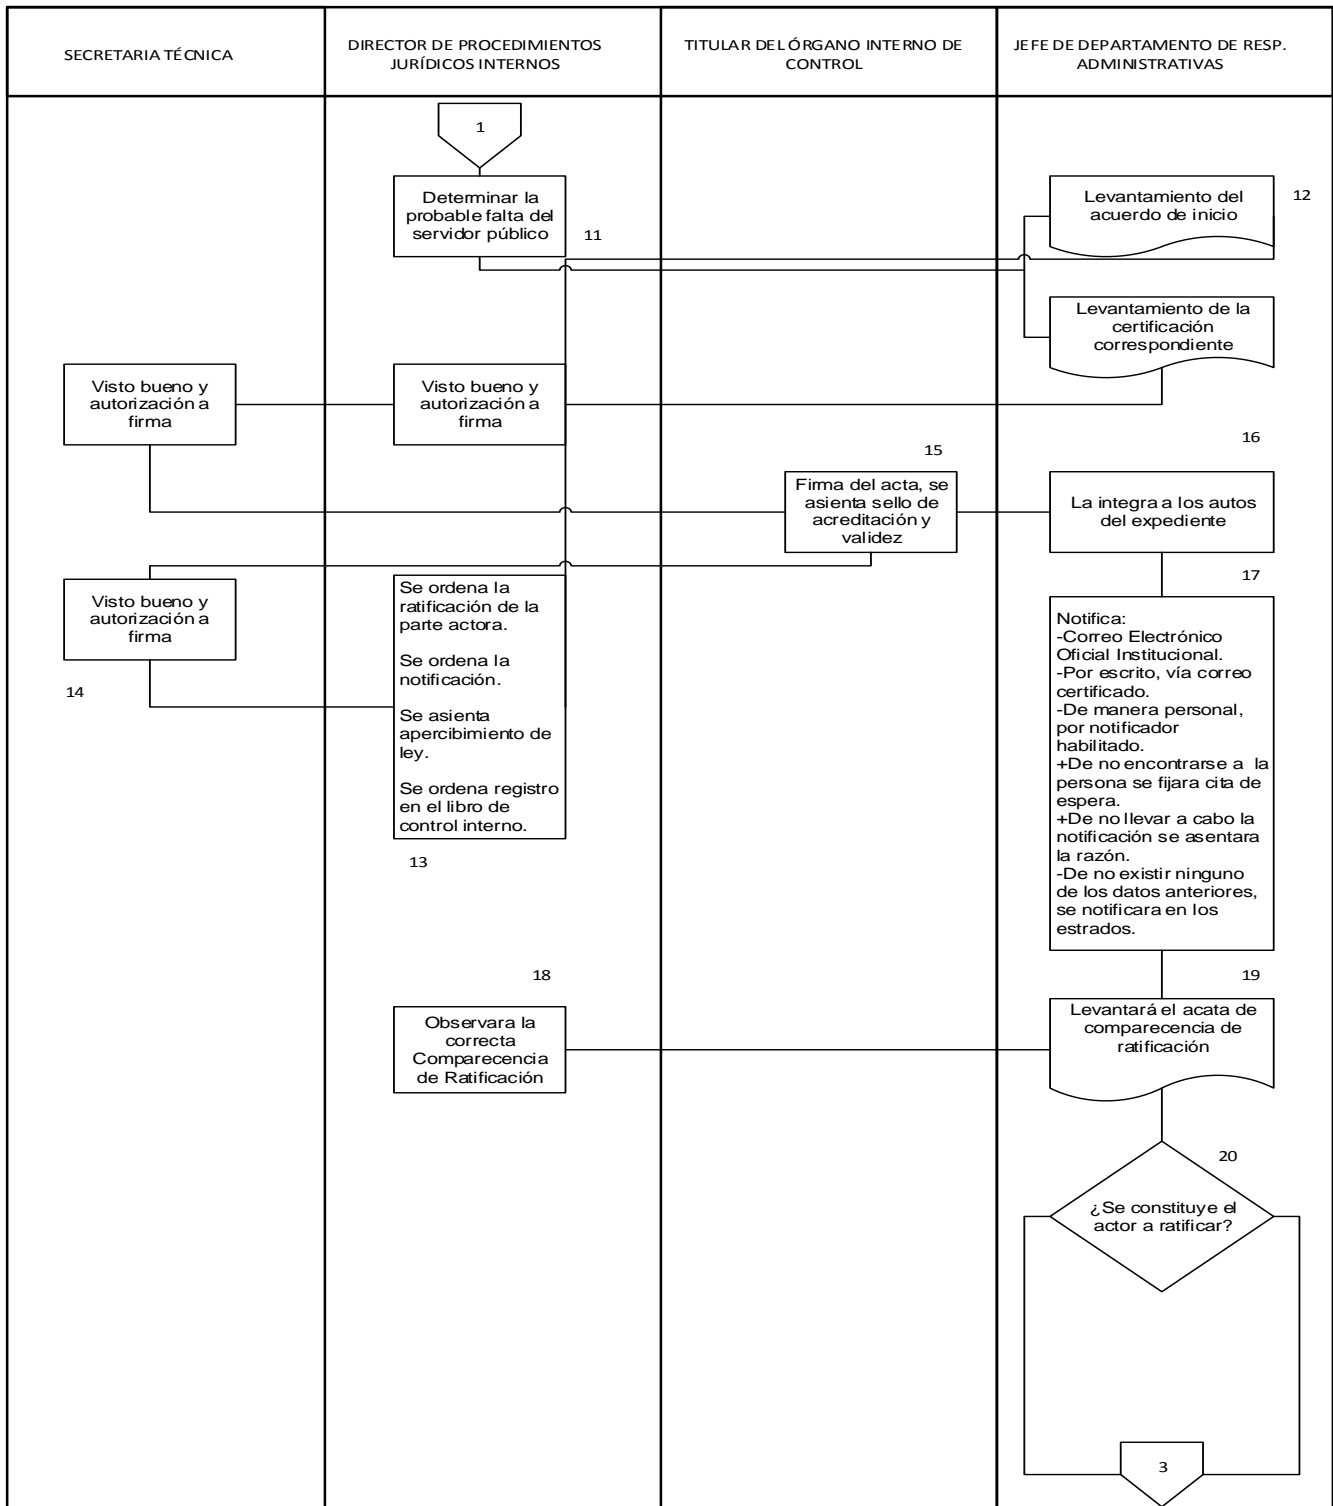 SECRETARIA TÉCNICA
DIRECTOR DE PROCEDIMIENTOS
JURÍDICOS INTERNOS
TITULAR DEL ÓRGANO INTERNO DE
CONTROL
JEFE DE DEPARTAMENTO DE RESP.
ADMINISTRATIVAS
1
Determinar la
probable falta del
servidor público
11
Levantamiento del
acuerdo de inicio
12
Levantamiento de la
certificación
correspondiente
Visto bueno y
autorización a
firma
Visto bueno y
autorización a
firma
15
Firma del acta, se
asienta sello de
acreditación y
validez
16
La integra a los autos
del expediente
Visto bueno y
autorización a
firma
14
Se ordena la
ratificación de la
parte actora.
Se ordena la
notificación.
Se asienta
apercibimiento de
ley.
Se ordena registro
en el libro de
control interno.
13
17
Notifica:
-Correo Electrónico
Oficial Institucional.
-Por escrito, vía correo
certificado.
-De manera personal,
por notificador
habilitado.
+De no encontrarse a la
persona se fijara cita de
espera.
+De no llevar a cabo la
notificación se asentara
la razón.
-De no existir ninguno
de los datos anteriores,
se notificara en los
estrados.
18
Observara la
correcta
Comparecencia
de Ratificación
19
Levantará el acata de
comparecencia de
ratificación
20
¿Se constituye el
actor a ratificar?
3